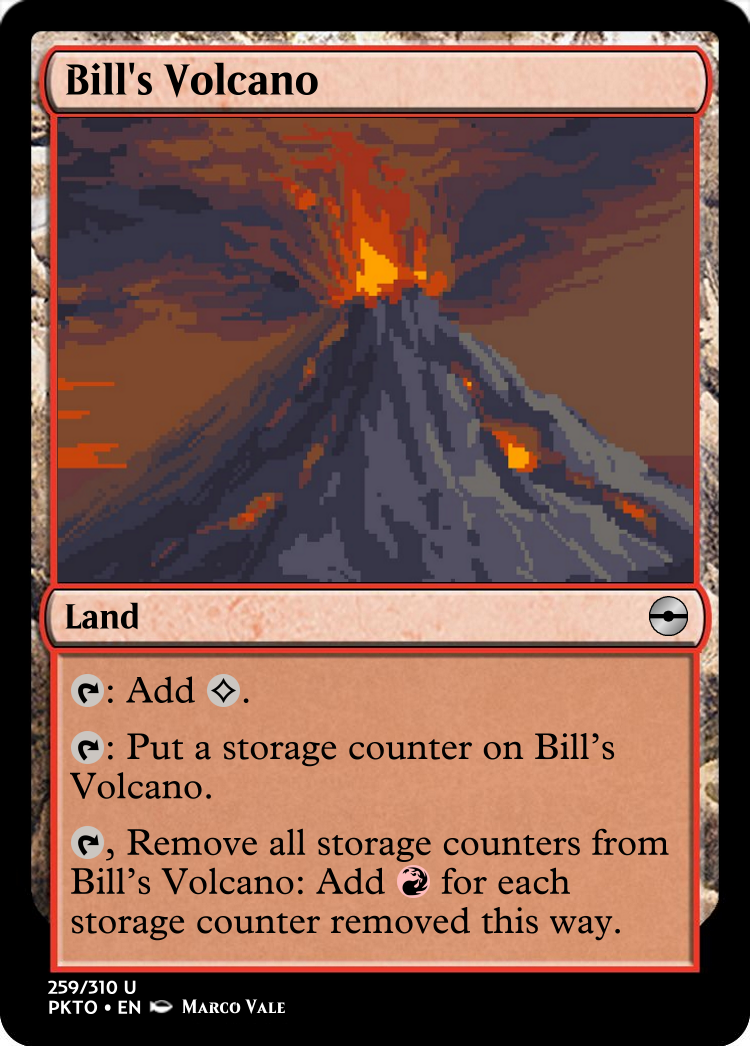 Bill's Volcano
Land
: Add .
: Put a storage counter on Bill's
Volcano.
, Remove all storage counters from
Bill's Volcano: Add for each
storage counter removed this way.
259/310 U
PKTO • EN Marco Vale